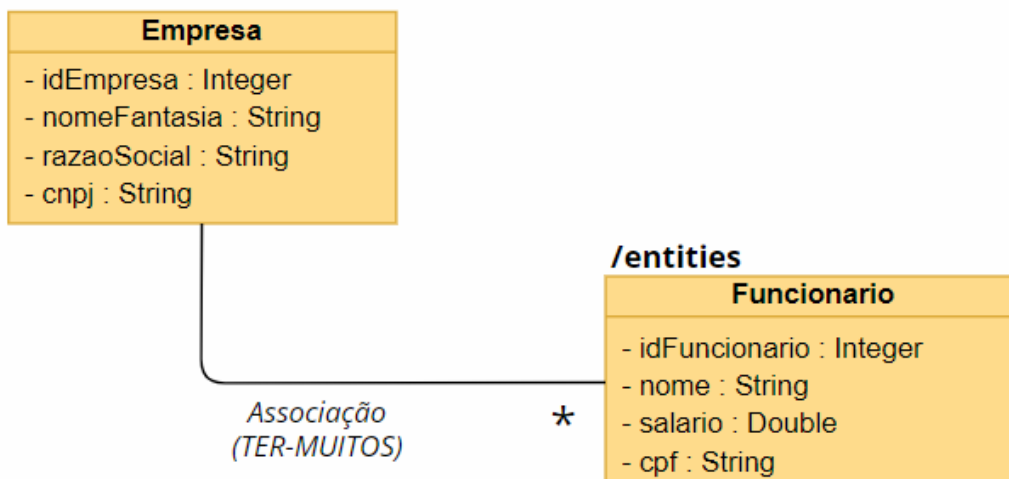 Empresa
- idEmpresa : Integer
- nomeFantasia : String
- razaoSocial : String
- cnpj : String
/entities
Funcionario
- idFuncionario : Integer
- nome : String
- salario : Double
- cpf : String
Associação
(TER-MUITOS)
*